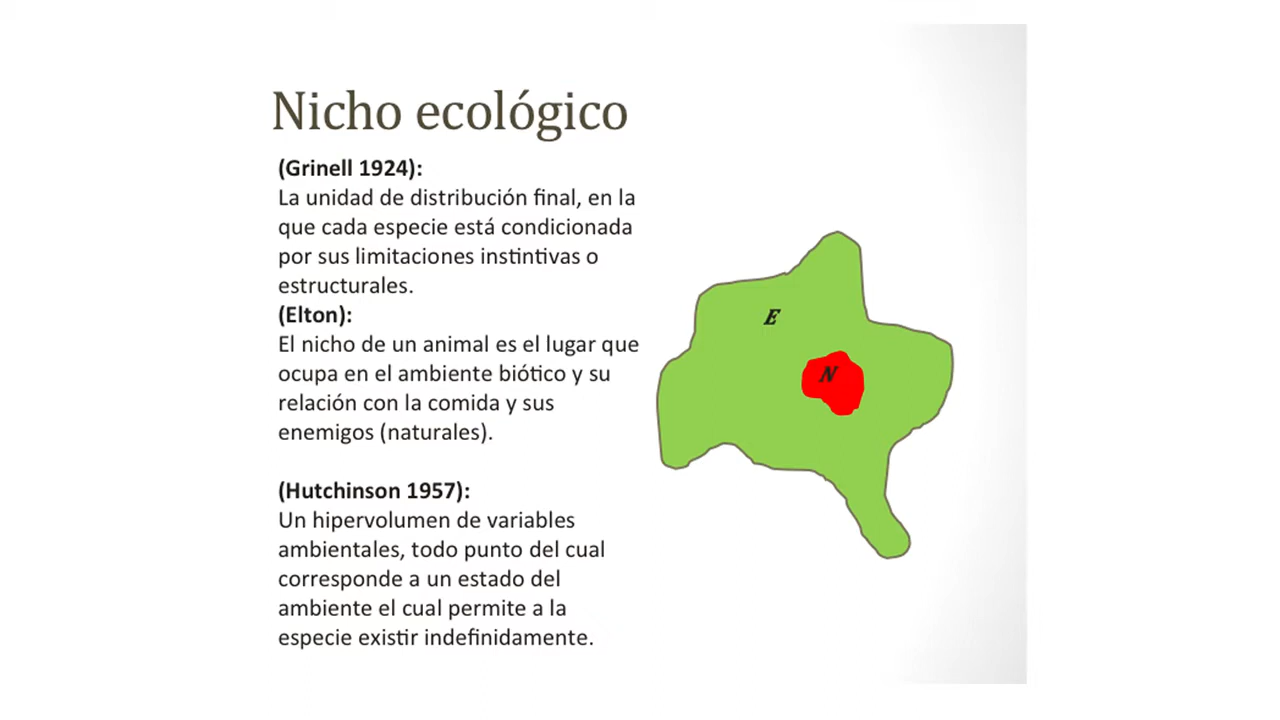 Nicho ecológico
(Grinell 1924):
La unidad de distribución final, en la
que cada especie está condicionada
por sus limitaciones instintivas o
estructurales.
(Elton):
El nicho de un animal es el lugar que
ocupa en el ambiente biótico y su
relación con la comida y sus
enemigos (naturales).
(Hutchinson 1957):
Un hipervolumen de variables
ambientales, todo punto del cual
corresponde a un estado del
ambiente el cual permite a la
especie existir indefinidamente.
E
N